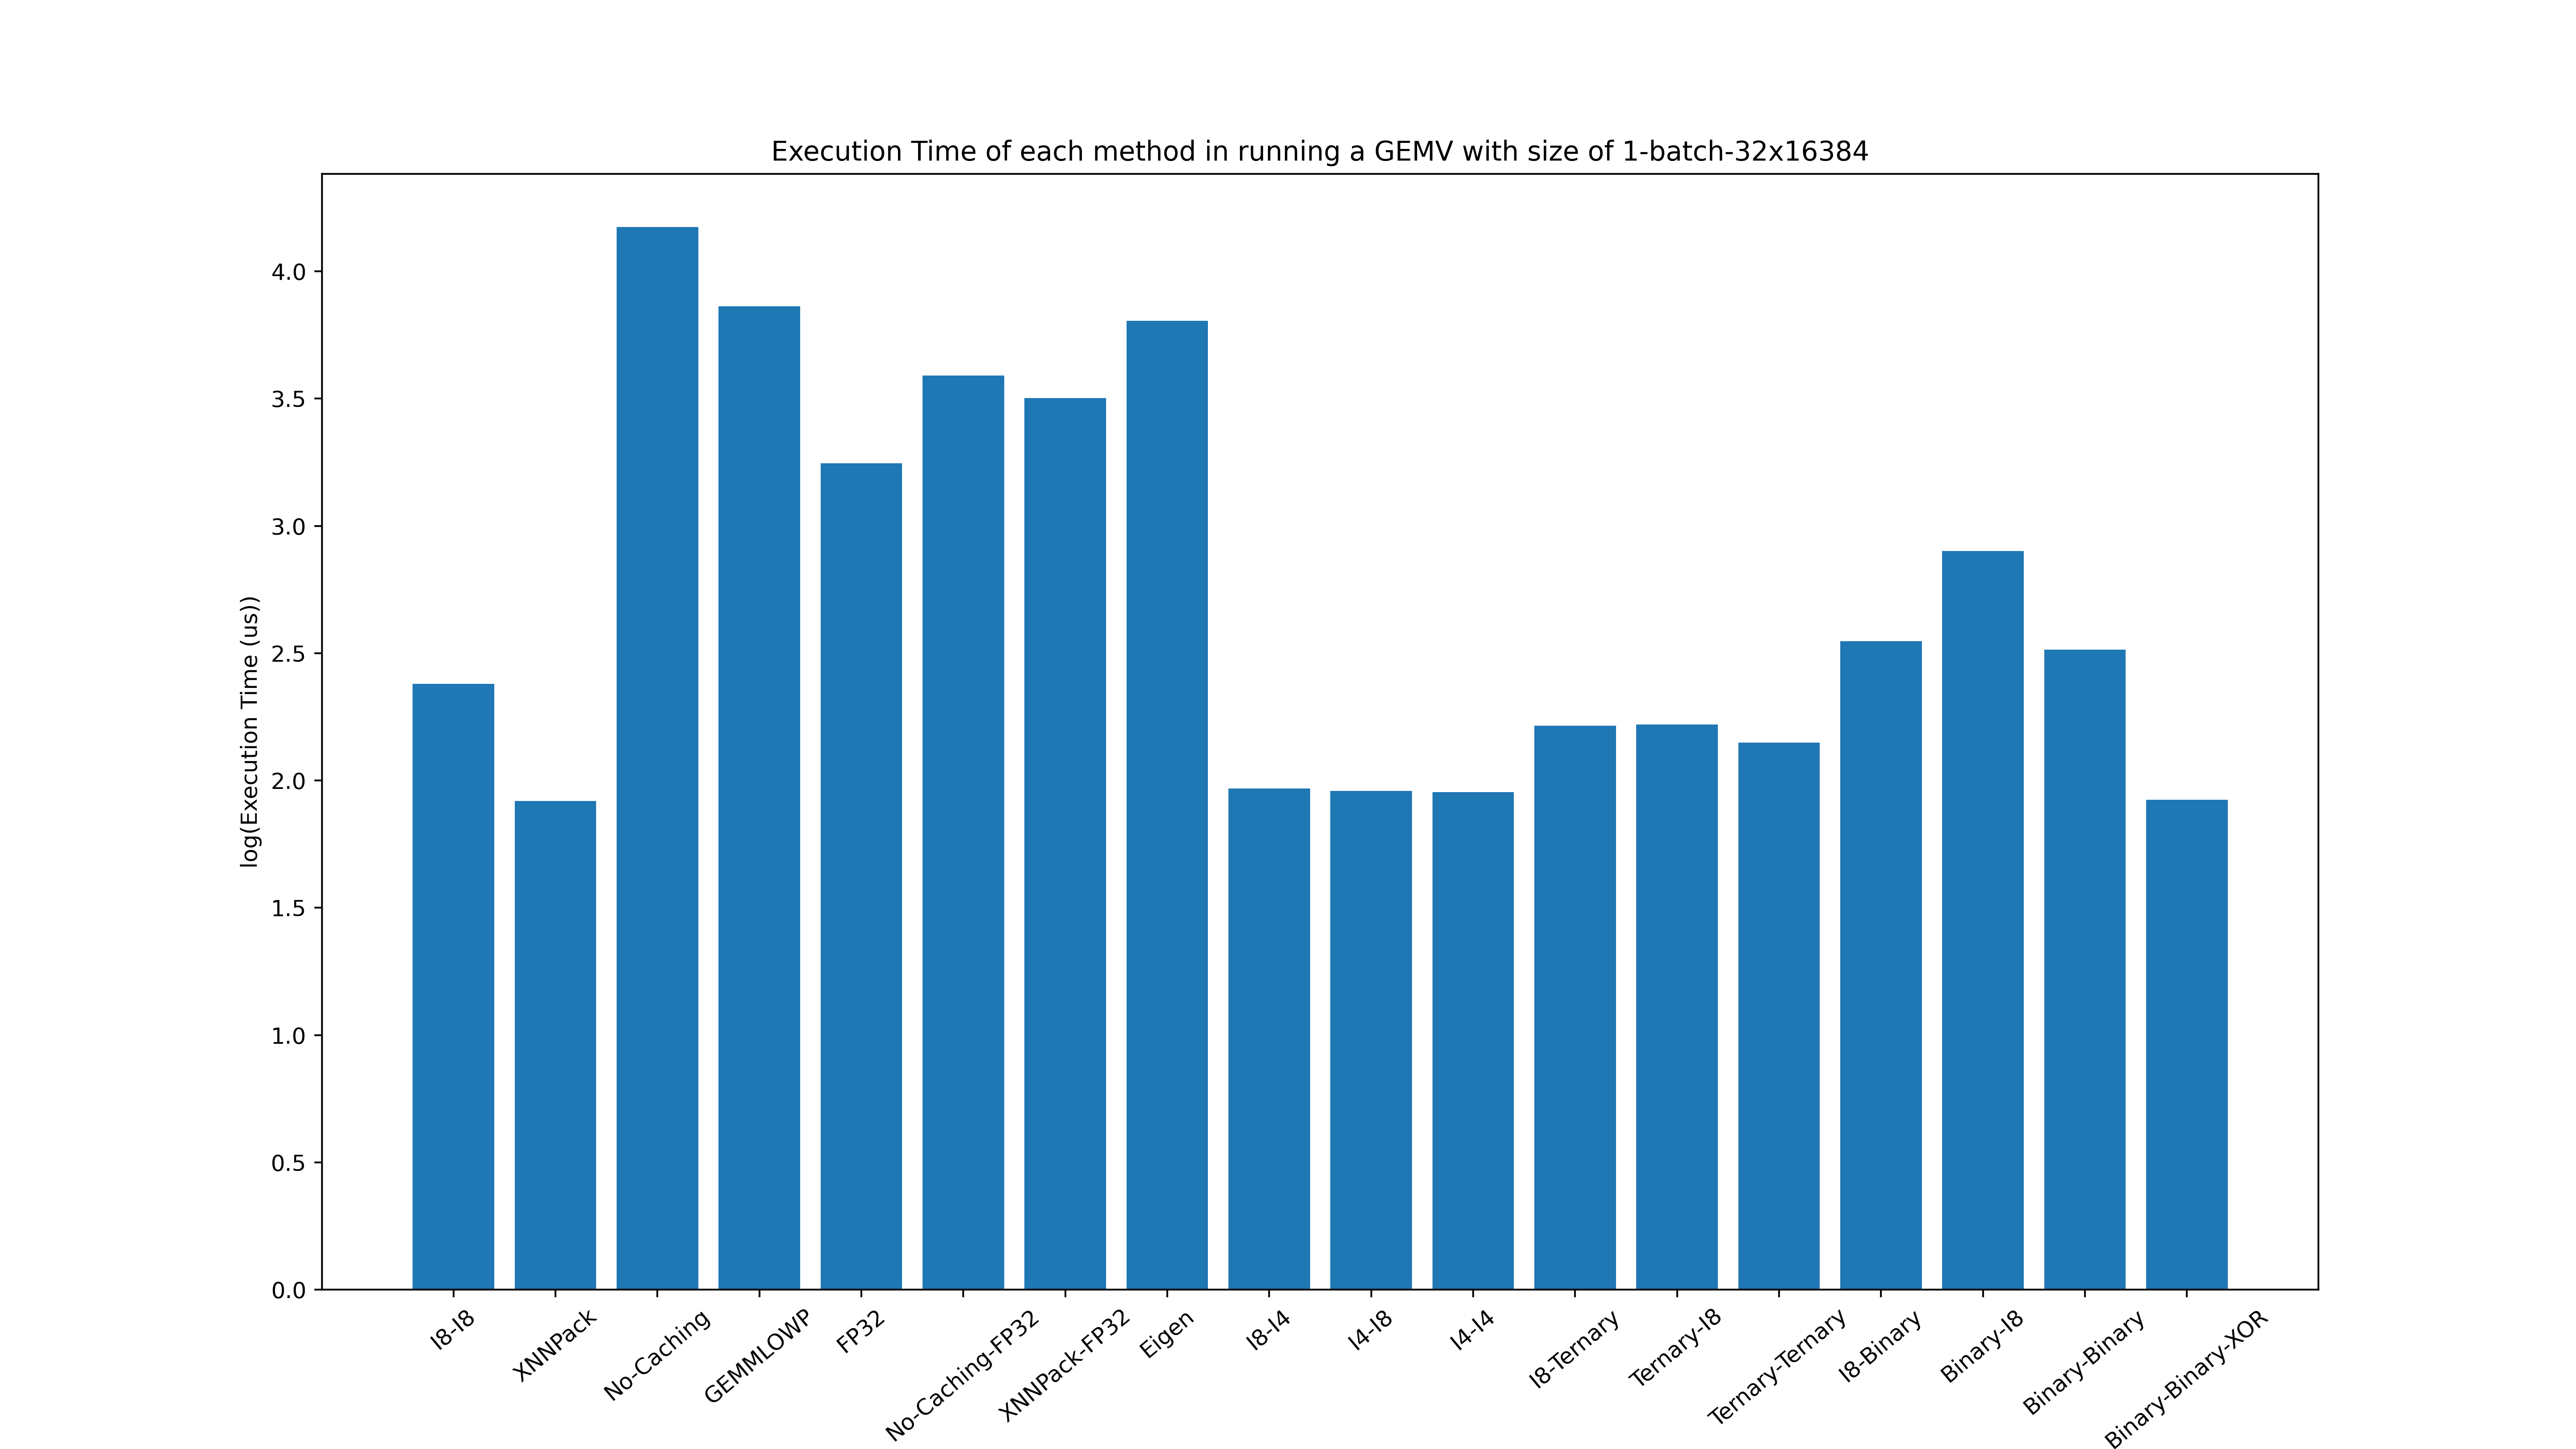 Execution Time of each method in running a GEMV with size of 1-batch-32x16384
log(Execution Time (us))
4.0
3.5
3.0
2.5
2.0
1.5
1.0
0.5
0.0
I8-I8
XNNPack
No-Caching
GEMMLOWP
FP32
No-Caching-FP32
XNNPack-FP32
Eigen
I8-I4
I4-I8
I4-I4
I8-Ternary
Ternary-I8
Ternary-Ternary
I8-Binary
Binary-I8
Binary-Binary
Binary-Binary-XOR